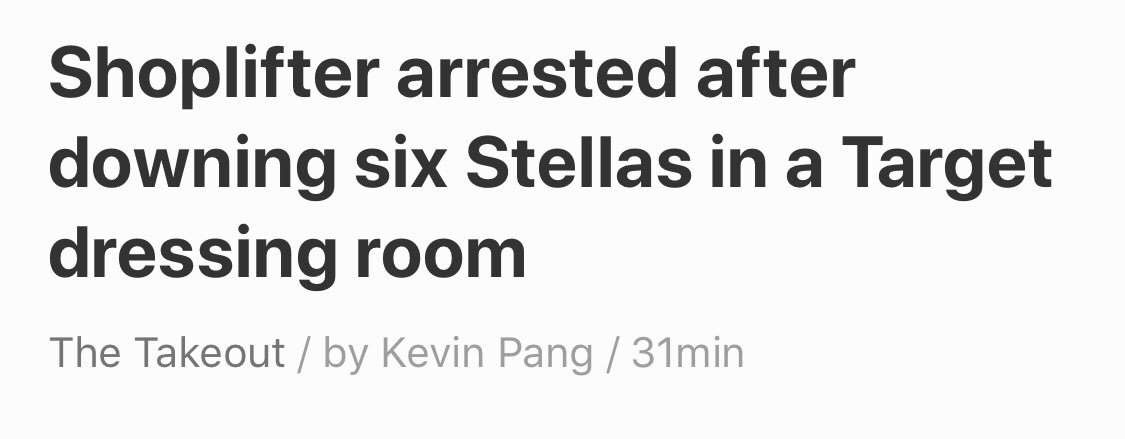 Shoplifter arrested after
downing six Stellas in a Target
dressing room
The Takeout / by Kevin Pang / 31min